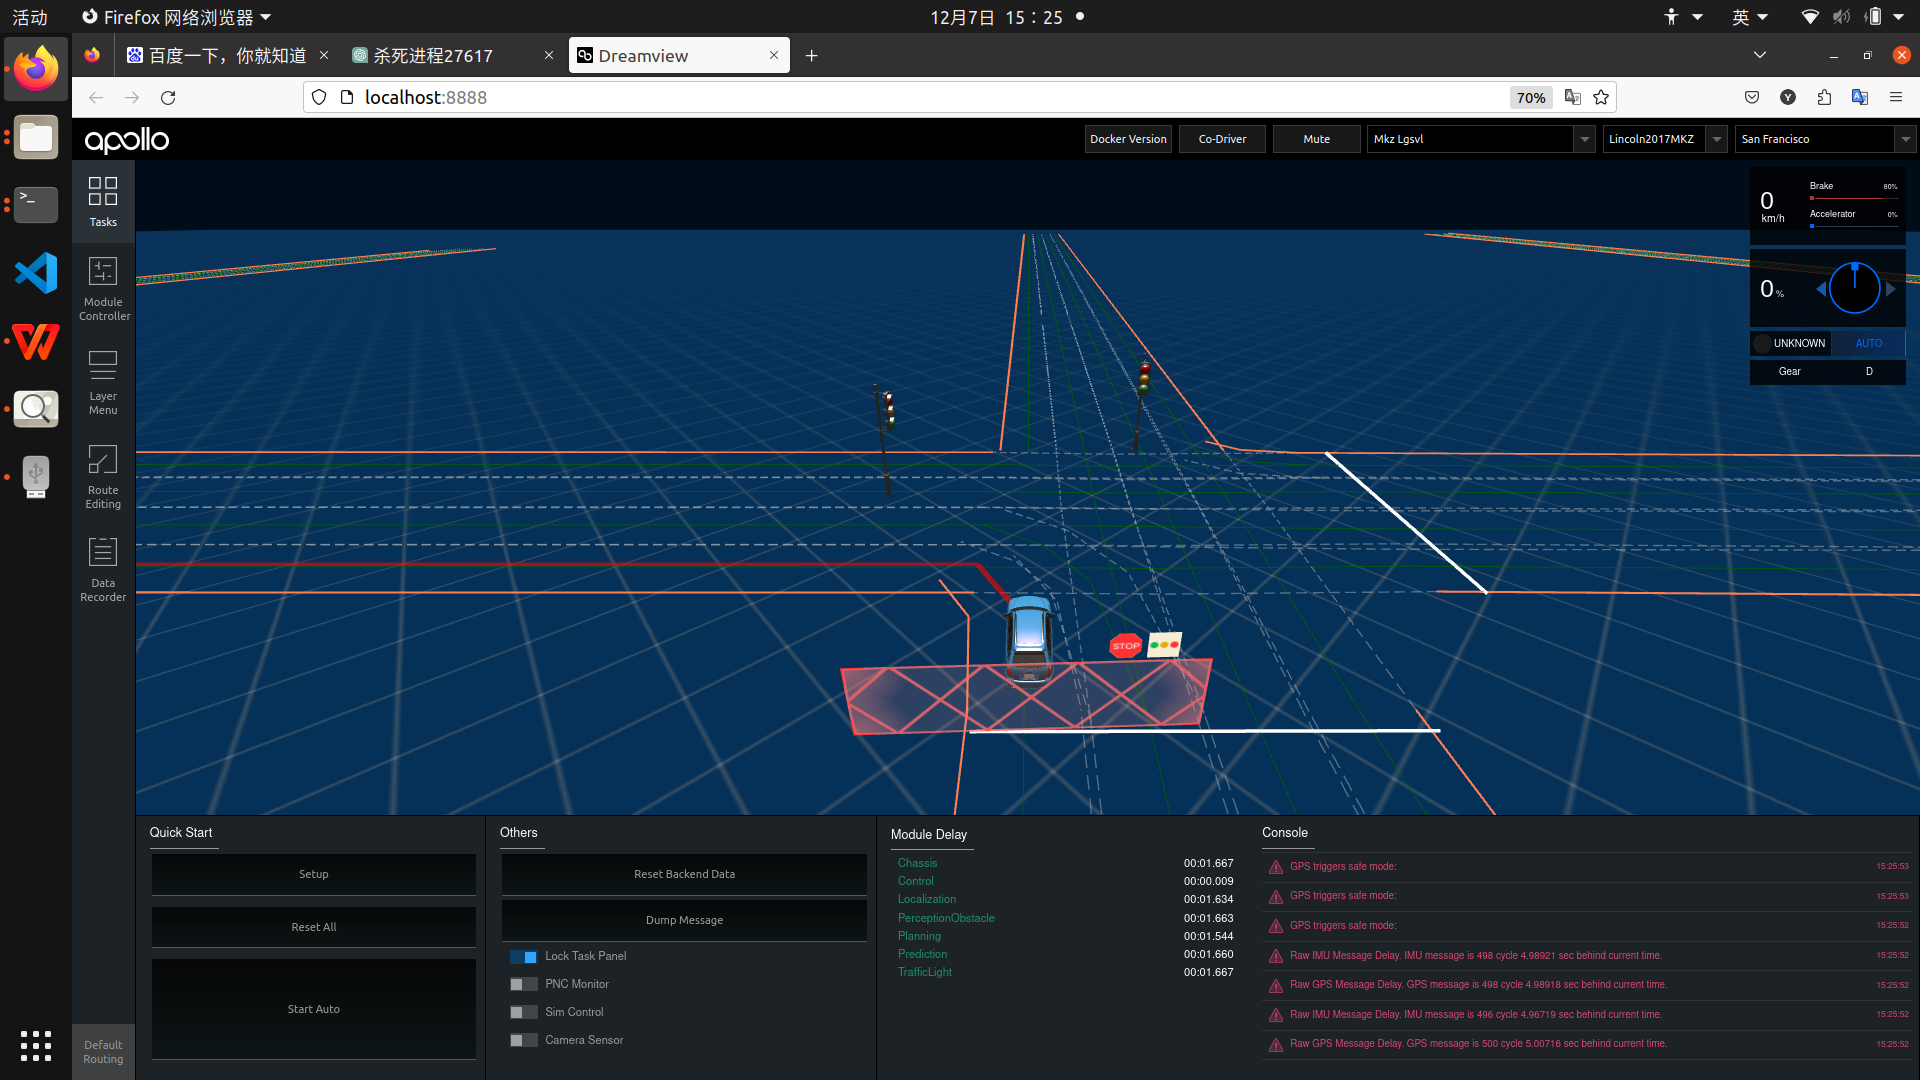 活动
Firefox 网络浏览器
12月7日 15：25
英
百度一下，你就知道
杀死进程27617
Dreamview
localhost:8888
70%
Y
apollo
Docker Version
Co-Driver
Mute
Mkz Lgsvl
Lincoln2017MKZ
San Francisco
Tasks
Module
Controller
Layer
Menu
Route
Editing
Data
Recorder
Default
Routing
0
km/h
Brake
80%
Accelerator
0%
0 %
UNKNOWN
AUTO
Gear
D
STOP
Quick Start
Setup
Reset All
Start Auto
Others
Reset Backend Data
Dump Message
Lock Task Panel
PNC Monitor
Sim Control
Camera Sensor
Module Delay
Chassis 00:01.667
Control 00:00.009
Localization 00:01.634
PerceptionObstacle 00:01.663
Planning 00:01.544
Prediction 00:01.660
TrafficLight 00:01.667
Console
GPS triggers safe mode: 15:25:53
GPS triggers safe mode: 15:25:53
GPS triggers safe mode: 15:25:52
Raw IMU Message Delay. IMU message is 498 cycle 4.98921 sec behind current time. 15:25:52
Raw GPS Message Delay. GPS message is 498 cycle 4.98918 sec behind current time. 15:25:52
Raw IMU Message Delay. IMU message is 496 cycle 4.96719 sec behind current time. 15:25:52
Raw GPS Message Delay. GPS message is 500 cycle 5.00716 sec behind current time. 15:25:52